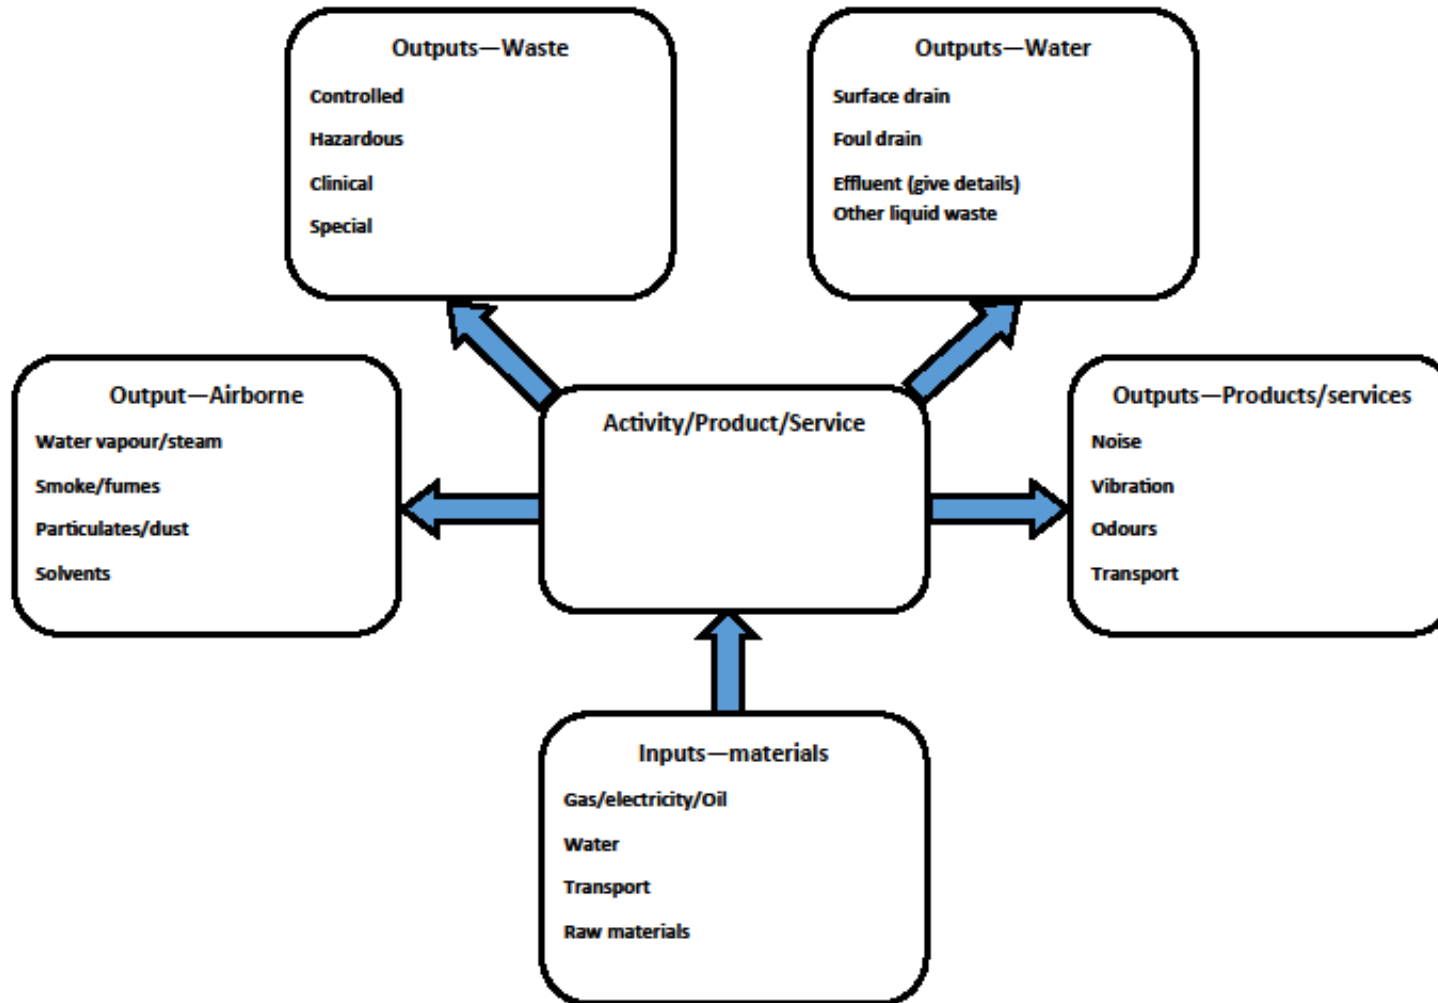 Outputs—Waste
Controlled
Hazardous
Clinical
Special
Outputs—Water
Surface drain
Foul drain
Effluent (give details)
Other liquid waste
Output—Airborne
Water vapour/steam
Smoke/fumes
Particulates/dust
Solvents
Activity/Product/Service
Outputs—Products/services
Noise
Vibration
Odours
Transport
Inputs—materials
Gas/electricity/Oil
Water
Transport
Raw materials